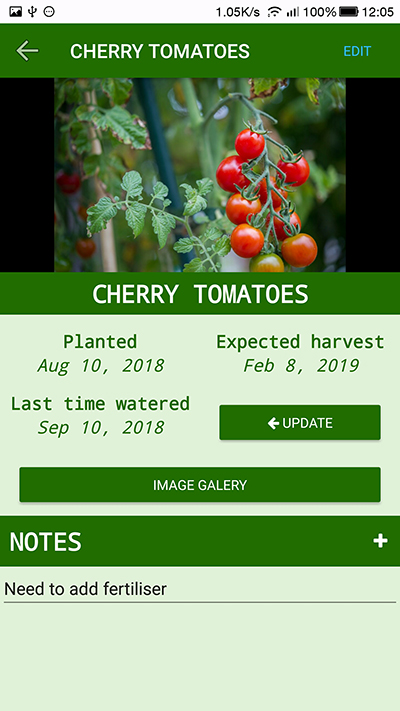 1.05K/s 100% 12:05
CHERRY TOMATOES EDIT
CHERRY TOMATOES
Planted Expected harvest
Aug 10, 2018 Feb 8, 2019
Last time watered
Sep 10, 2018 UPDATE
IMAGE GALERY
NOTES +
Need to add fertiliser